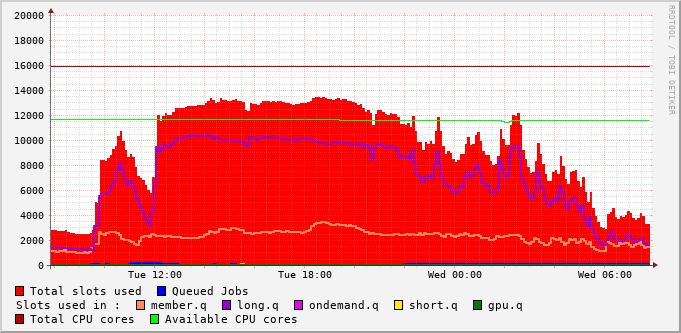 20000
18000
16000
14000
12000
10000
8000
6000
4000
2000
0
Tue 12:00 Tue 18:00 Wed 00:00 Wed 06:00
RRDTOOL / TOBI OETIKER
Total slots used Queued Jobs
Slots used in : member.q long.q ondemand.q short.q gpu.q
Total CPU cores Available CPU cores